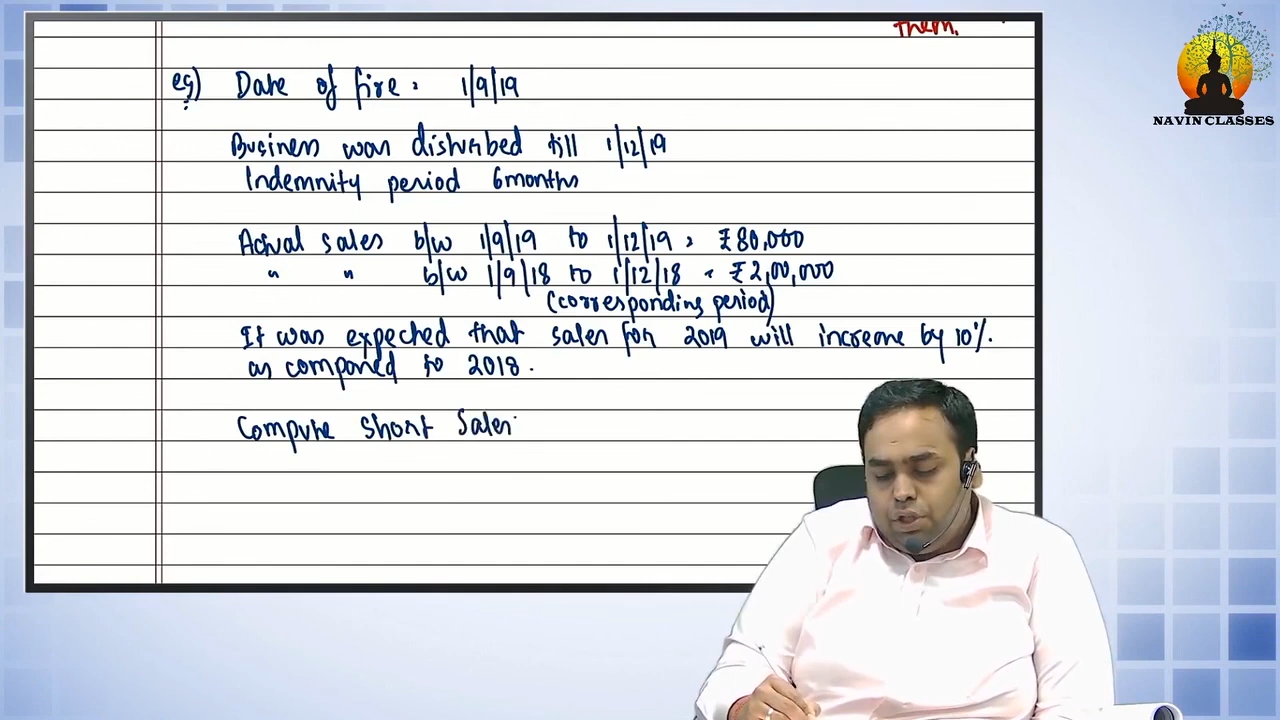 them.
eg) Date of fire : 1/9/19
Business was disturbed till 1/12/19
Indemnity period 6months
Actual sales b/w 1/9/19 to 1/12/19 = ₹80,000
" " b/w 1/9/18 to 1/12/18 = ₹2,00,000
(corresponding period)
It was expected that sales for 2019 will increase by 10%.
as compared to 2018.
Compute Short Sales
NAVIN CLASSES